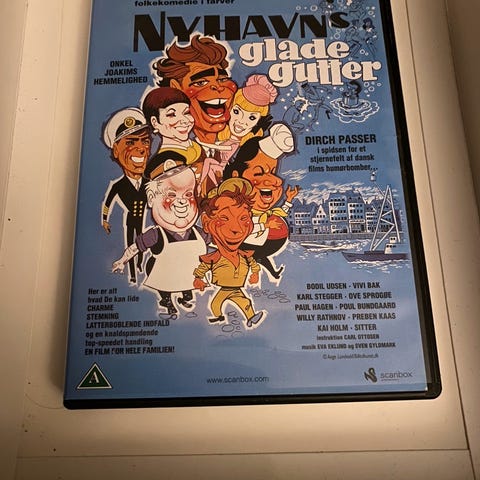 folkekomedie i farver
NYHAVNS
glade
gutter
ONKEL
JOAKIMS
HEMMELIGHED
DIRCH PASSER
i spidsen for et
stjernefelt af dansk
films humørbomber...
Her er alt
hvad De kan lide
CHARME
STEMNING
LATTERBOBLENDE INDFALD
og en knaldspændende
top-speedet handling
EN FILM FOR HELE FAMILIEN!
BODIL UDSEN - VIVI BAK
KARL STEGGER - OVE SPROGØE
PAUL HAGEN - POUL BUNDGAARD
WILLY RATHNOV - PREBEN KAAS
KAI HOLM - SITTER
instruktion CARL OTTOSEN
musik EVA EKLUND og SVEN GYLDMARK
A
www.scanbox.com
scanbox